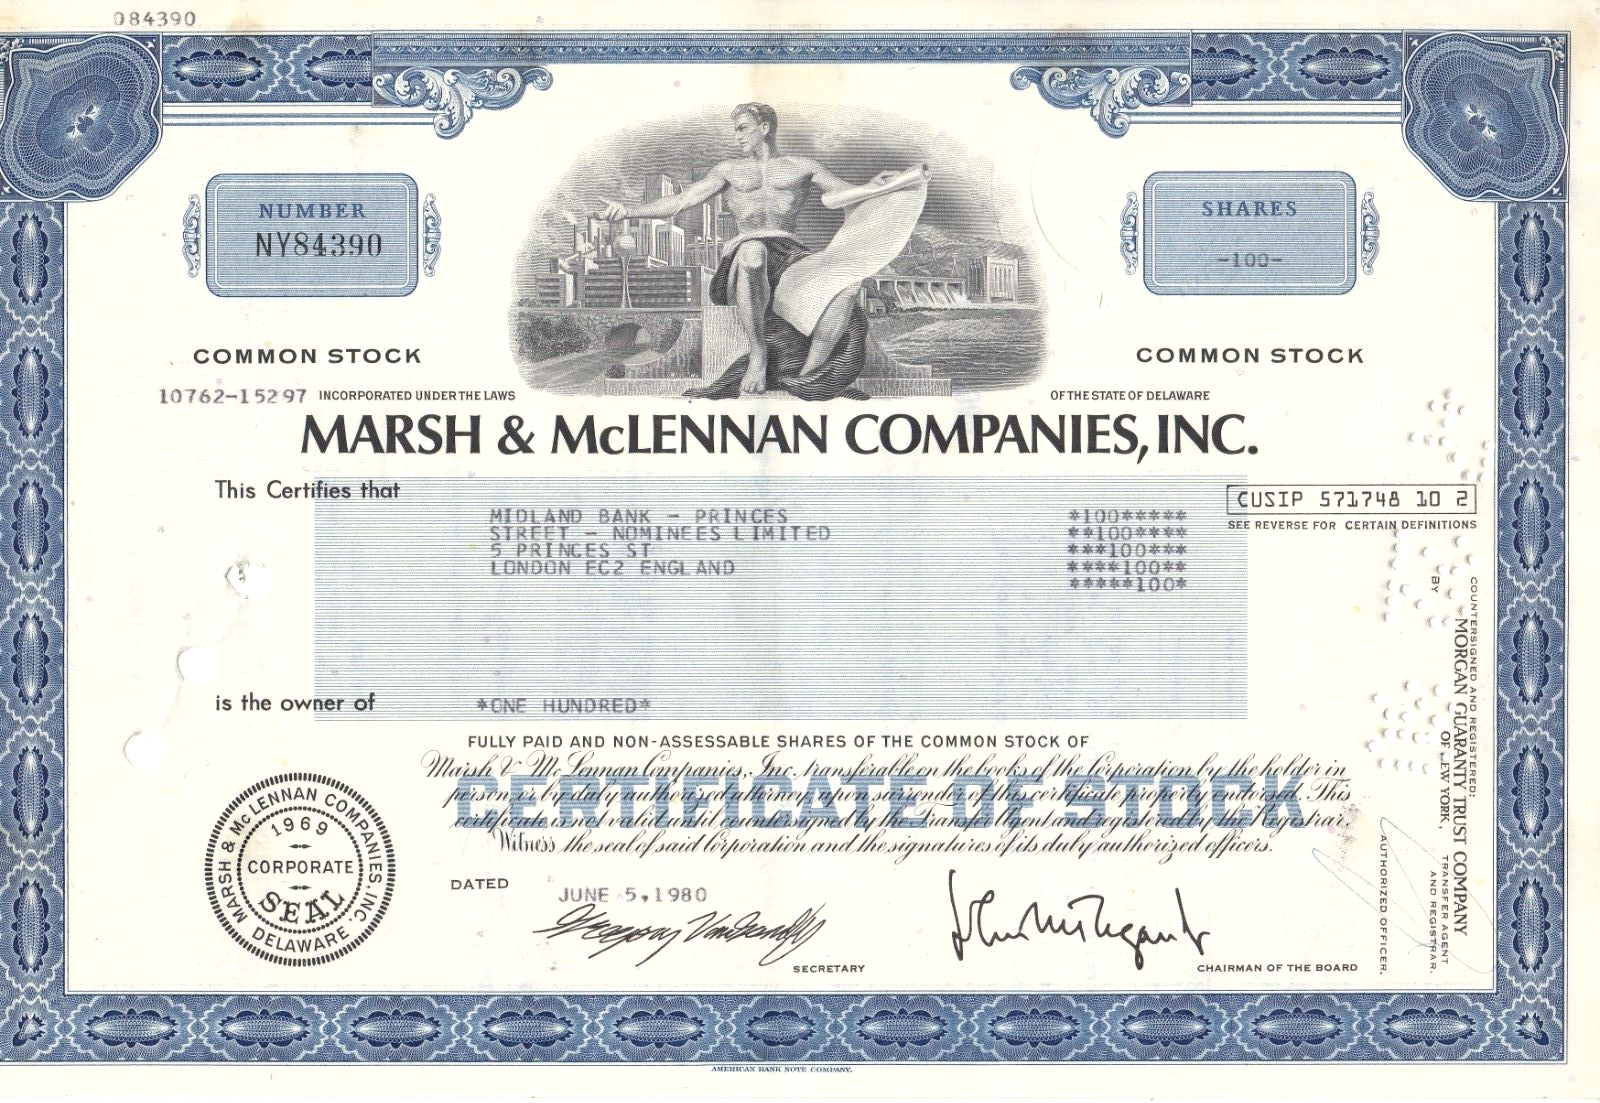 084390
NUMBER
NY84390
SHARES
-100-
COMMON STOCK
COMMON STOCK
10762-15297 INCORPORATED UNDER THE LAWS
OF THE STATE OF DELAWARE
MARSH & McLENNAN COMPANIES, INC.
This Certifies that
CUSIP 571748 10 2
SEE REVERSE FOR CERTAIN DEFINITIONS
MIDLAND BANK - PRINCES *100*****
STREET - NOMINEES LIMITED **100****
5 PRINCES ST ***100***
LONDON EC2 ENGLAND ****100**
*****100*
is the owner of *ONE HUNDRED*
FULLY PAID AND NON-ASSESSABLE SHARES OF THE COMMON STOCK OF
Marsh & McLennan Companies, Inc. transferable on the books of the Corporation by the holder in
person, or by duly authorized attorney, upon surrender of this certificate properly endorsed. This
certificate is not valid until countersigned by the Transfer Agent and registered by the Registrar.
Witness the seal of said Corporation and the signatures of its duly authorized officers.
CERTIFICATE OF STOCK
MARSH & McLENNAN COMPANIES, INC.
1969
CORPORATE
SEAL
DELAWARE
DATED JUNE 5, 1980
SECRETARY
CHAIRMAN OF THE BOARD
COUNTERSIGNED AND REGISTERED:
MORGAN GUARANTY TRUST COMPANY
OF EW YORK,
TRANSFER AGENT
AND REGISTRAR.
BY
AUTHORIZED OFFICER.
AMERICAN BANK NOTE COMPANY.